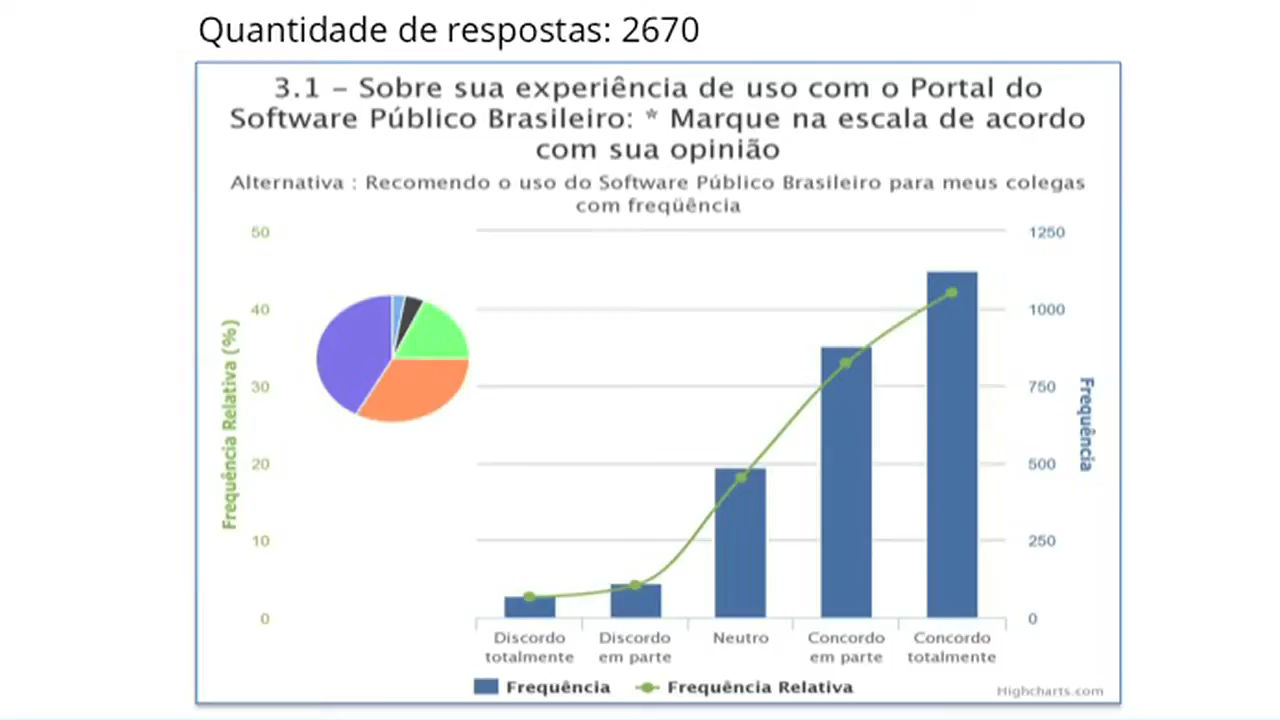 Quantidade de respostas: 2670
3.1 – Sobre sua experiência de uso com o Portal do
Software Público Brasileiro: * Marque na escala de acordo
com sua opinião
Alternativa : Recomendo o uso do Software Público Brasileiro para meus colegas
com freqüência
50
40
30
20
10
0
Frequência Relativa (%)
1250
1000
750
500
250
0
Frequência
Discordo
totalmente
Discordo
em parte
Neutro
Concordo
em parte
Concordo
totalmente
Frequência
Frequência Relativa
Highcharts.com